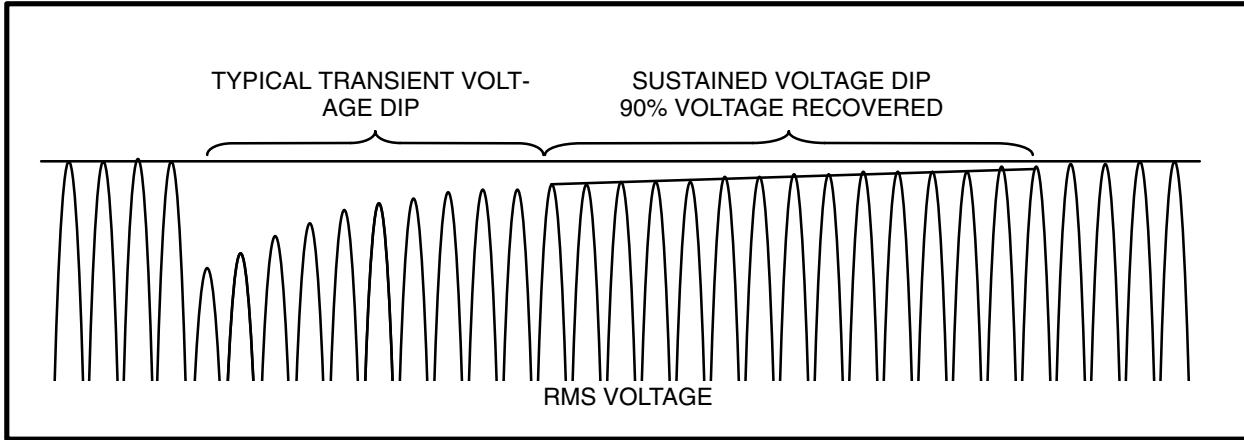 TYPICAL TRANSIENT VOLT-
AGE DIP
SUSTAINED VOLTAGE DIP
90% VOLTAGE RECOVERED
RMS VOLTAGE